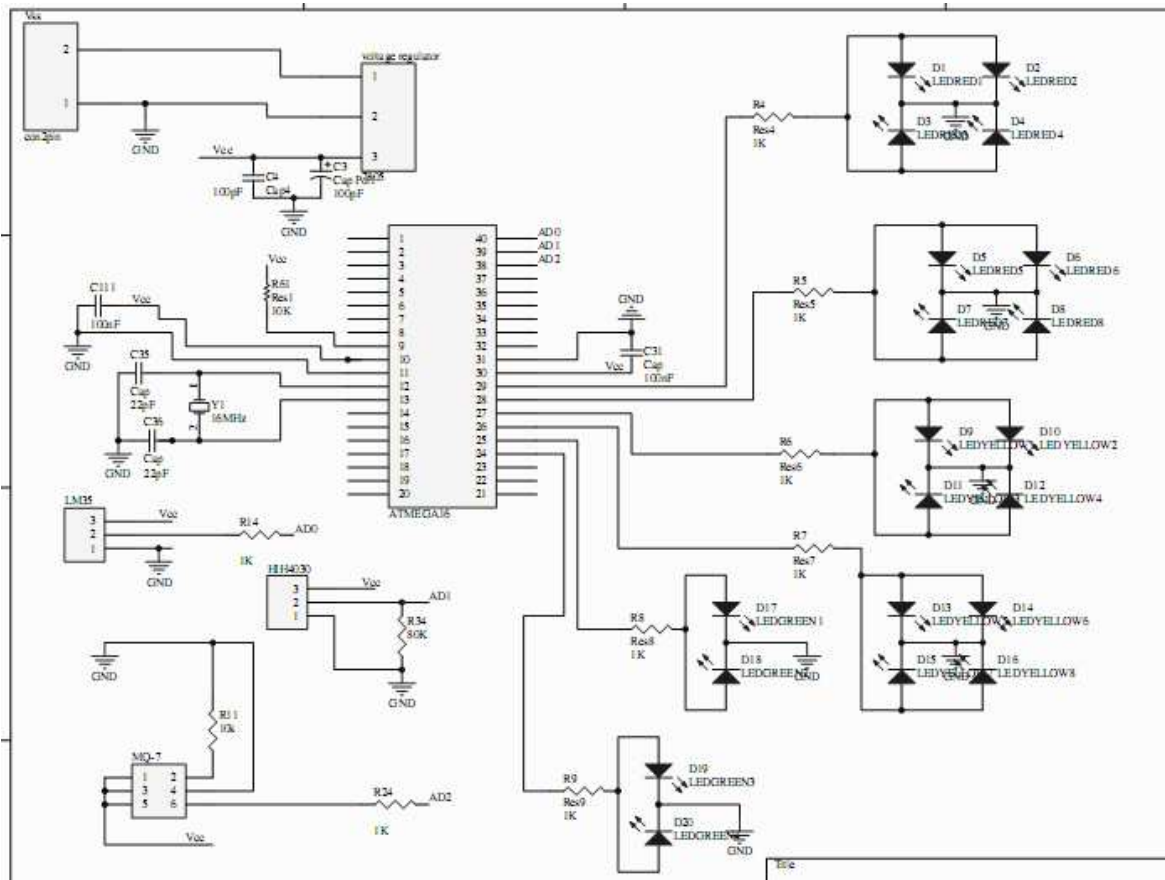 Vcc
2
1
con2pin
GND
voltage regulator
1
2
3
7805
Vcc
C4
Cap4
100pF
C3
100pF
GND
D1
LEDRED1
D2
LEDRED2
D3
D4
LEDRED4
GND
R4
Res4
1K
1
2
3
4
5
6
7
8
9
10
11
12
13
14
15
16
17
18
19
20
40
39
38
37
36
35
34
33
32
31
30
29
28
27
26
25
24
23
22
21
ATMEGA16
AD0
AD1
AD2
Vcc
R61
Res1
10K
C111
100nF
Vcc
GND
C35
Cap
22pF
Y1
16MHz
1
2
C36
Cap
22pF
GND
GND
C31
Cap
100nF
Vcc
R5
Res5
1K
D5
LEDRED5
D6
LEDRED6
D7
D8
LEDRED8
GND
R6
Res6
1K
D9
D10
LEDYELLOW2
D11
D12
LEDYELLOW4
R7
Res7
1K
D13
D14
LEDYELLOW6
D15
D16
LEDYELLOW8
LM35
3
2
1
Vcc
R14
1K
AD0
GND
HIH4030
3
2
1
Vcc
AD1
R34
80K
GND
R8
Res8
1K
D17
LEDGREEN1
D18
GND
GND
R11
10k
MQ-7
1
2
3
4
5
6
Vcc
R24
1K
AD2
R9
Res9
1K
D19
LEDGREEN3
D20
GND
Title